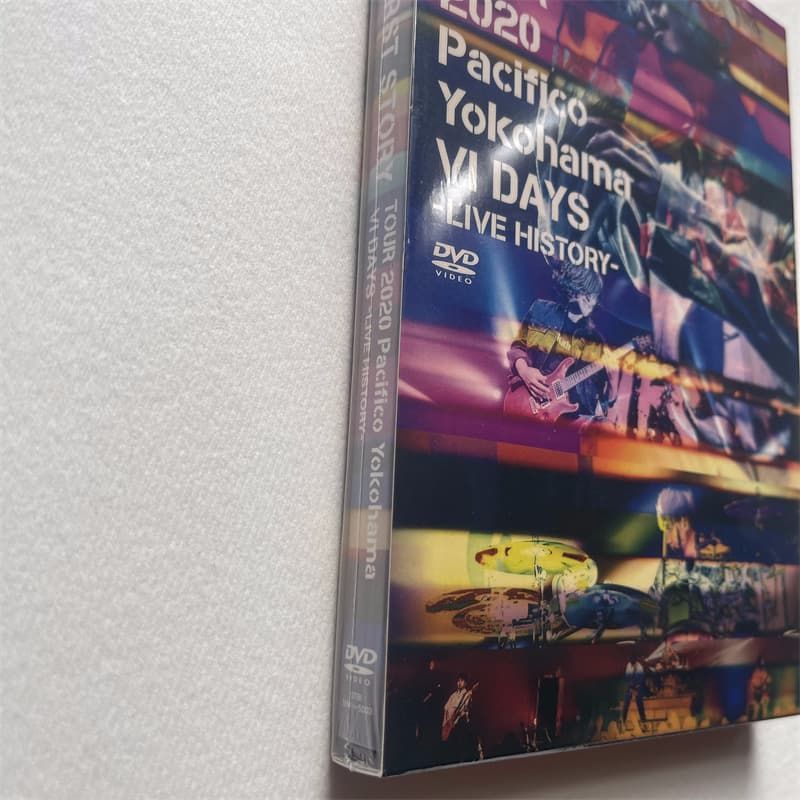 2020
Pacifico
Yokohama
VI DAYS
-LIVE HISTORY-
DVD
VIDEO
STORY TOUR 2020 Pacifico Yokohama
VI DAYS -LIVE HISTORY-
DVD
VIDEO